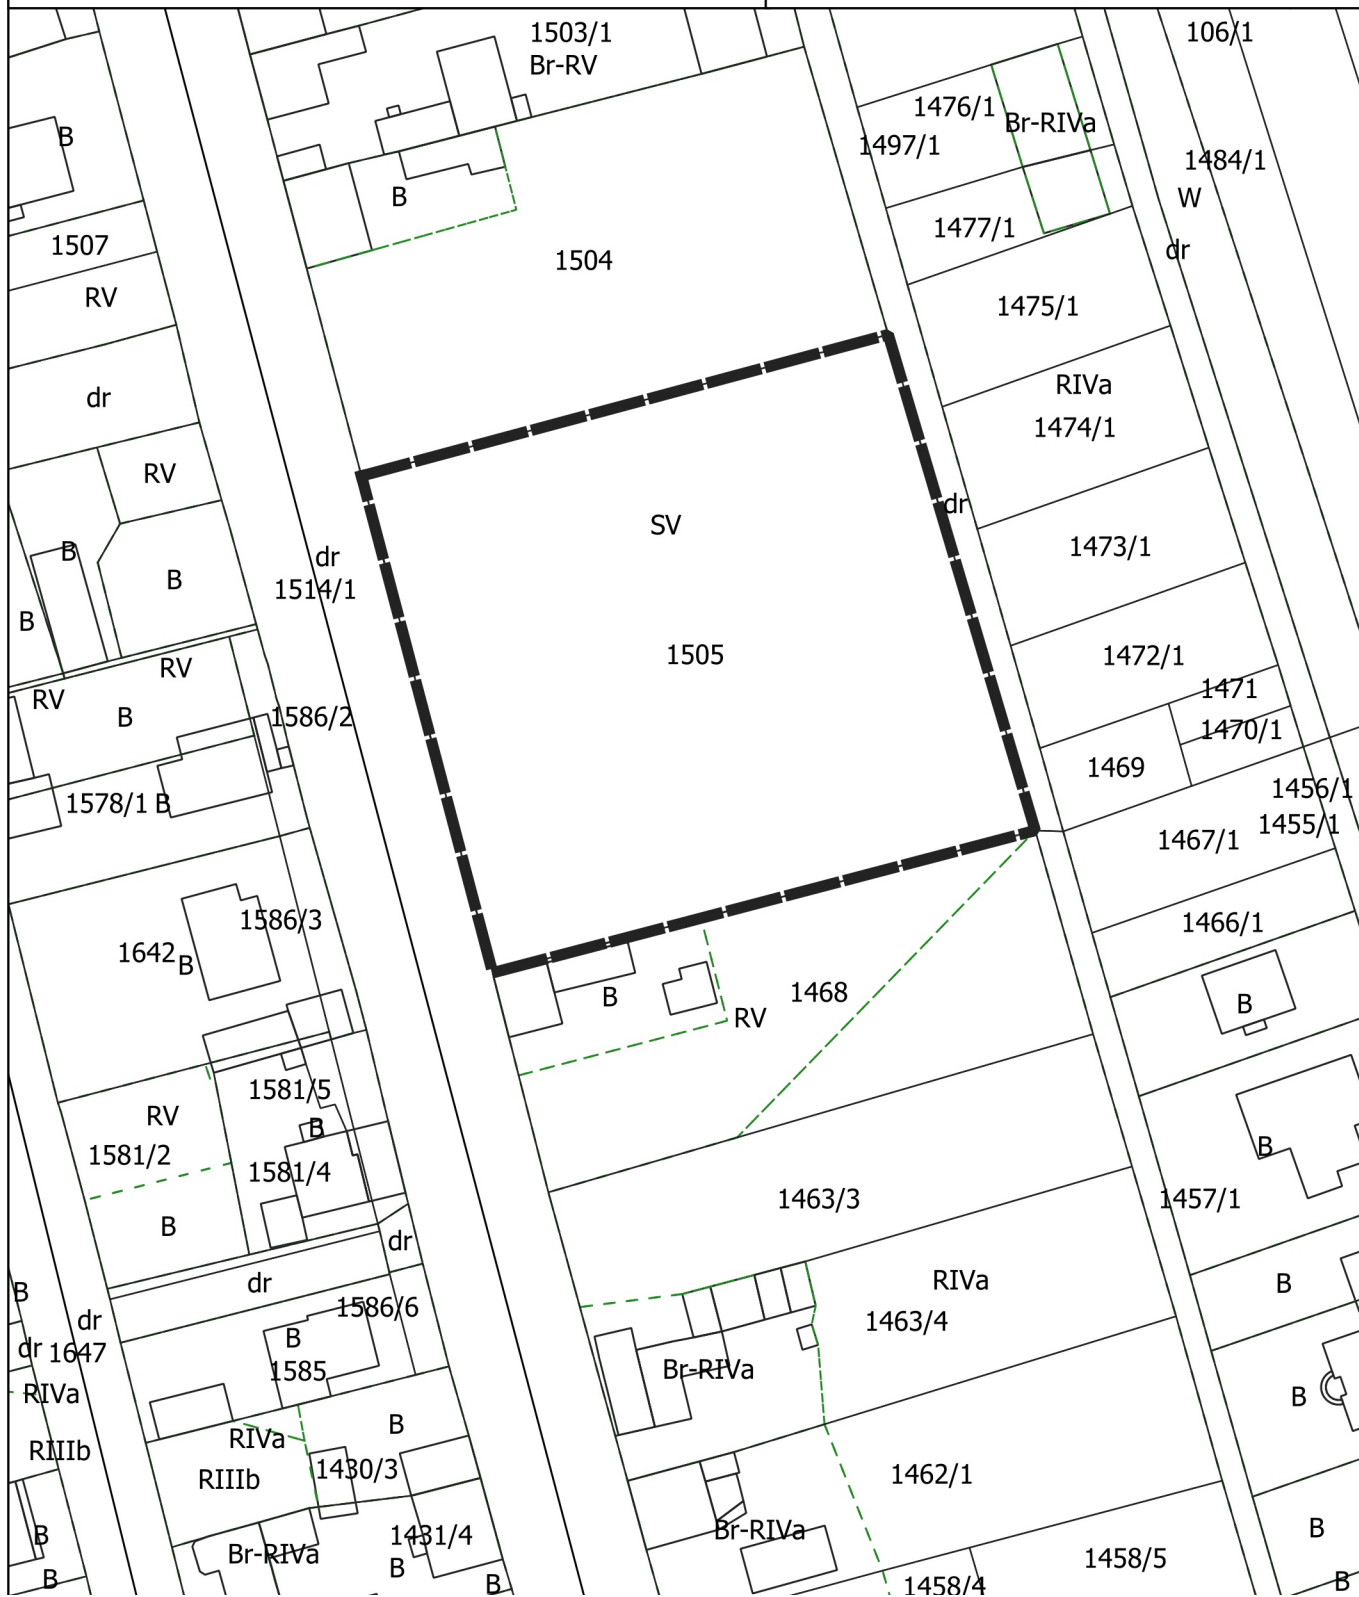 1503/1
Br-RV
106/1
1476/1
Br-RIVa
1497/1
B
1484/1
W
B
1507
1477/1
dr
1504
RV
1475/1
RIVa
dr
1474/1
RV
SV
dr
B
dr
1473/1
B
1514/1
B
1505
1472/1
RV
RV
1471
B
1586/2
1470/1
1469
1578/1 B
1456/1
1455/1
1467/1
1586/3
1466/1
1642
B
B
1468
B
RV
1581/5
RV
B
B
1581/2
1581/4
1463/3
1457/1
B
dr
dr
RIVa
B
B
1586/6
dr
1463/4
B
dr 1647
1585
Br-RIVa
RIVa
B
B
RIVa
RIIIb
1430/3
RIIIb
1462/1
B
1431/4
Br-RIVa
B
Br-RIVa
B
1458/5
B
B
1458/4
B